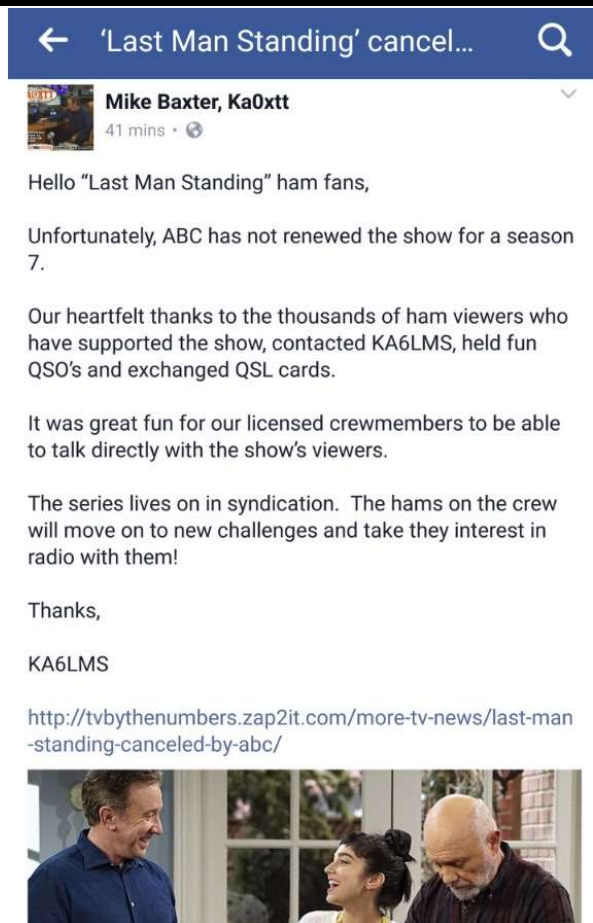 ‘Last Man Standing’ cancel...
Mike Baxter, Ka0xtt
41 mins •
Hello “Last Man Standing” ham fans,
Unfortunately, ABC has not renewed the show for a season
7.
Our heartfelt thanks to the thousands of ham viewers who
have supported the show, contacted KA6LMS, held fun
QSO's and exchanged QSL cards.
It was great fun for our licensed crewmembers to be able
to talk directly with the show's viewers.
The series lives on in syndication.  The hams on the crew
will move on to new challenges and take they interest in
radio with them!
Thanks,
KA6LMS
http://tvbythenumbers.zap2it.com/more-tv-news/last-man
-standing-canceled-by-abc/